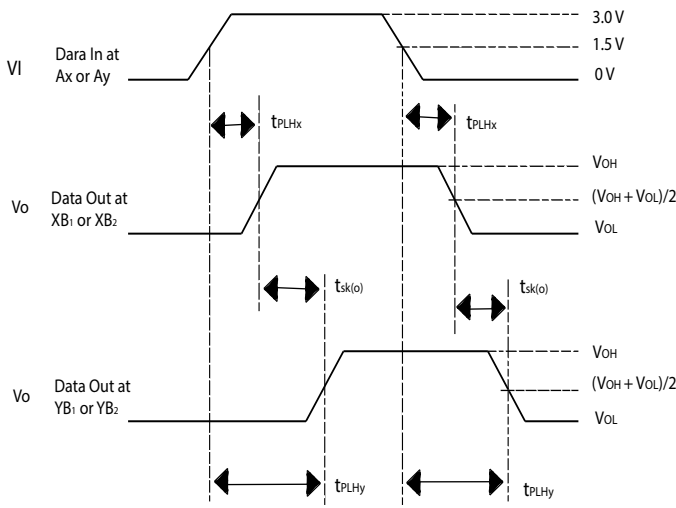 3.0 V
VI
Dara In at
Ax or Ay
1.5 V
0 V
tPLHx
tPLHx
VOH
Vo
Data Out at
XB1 or XB2
(VOH + VOL)/2
VOL
tsk(o)
tsk(o)
VOH
Vo
Data Out at
YB1 or YB2
(VOH + VOL)/2
VOL
tPLHy
tPLHy